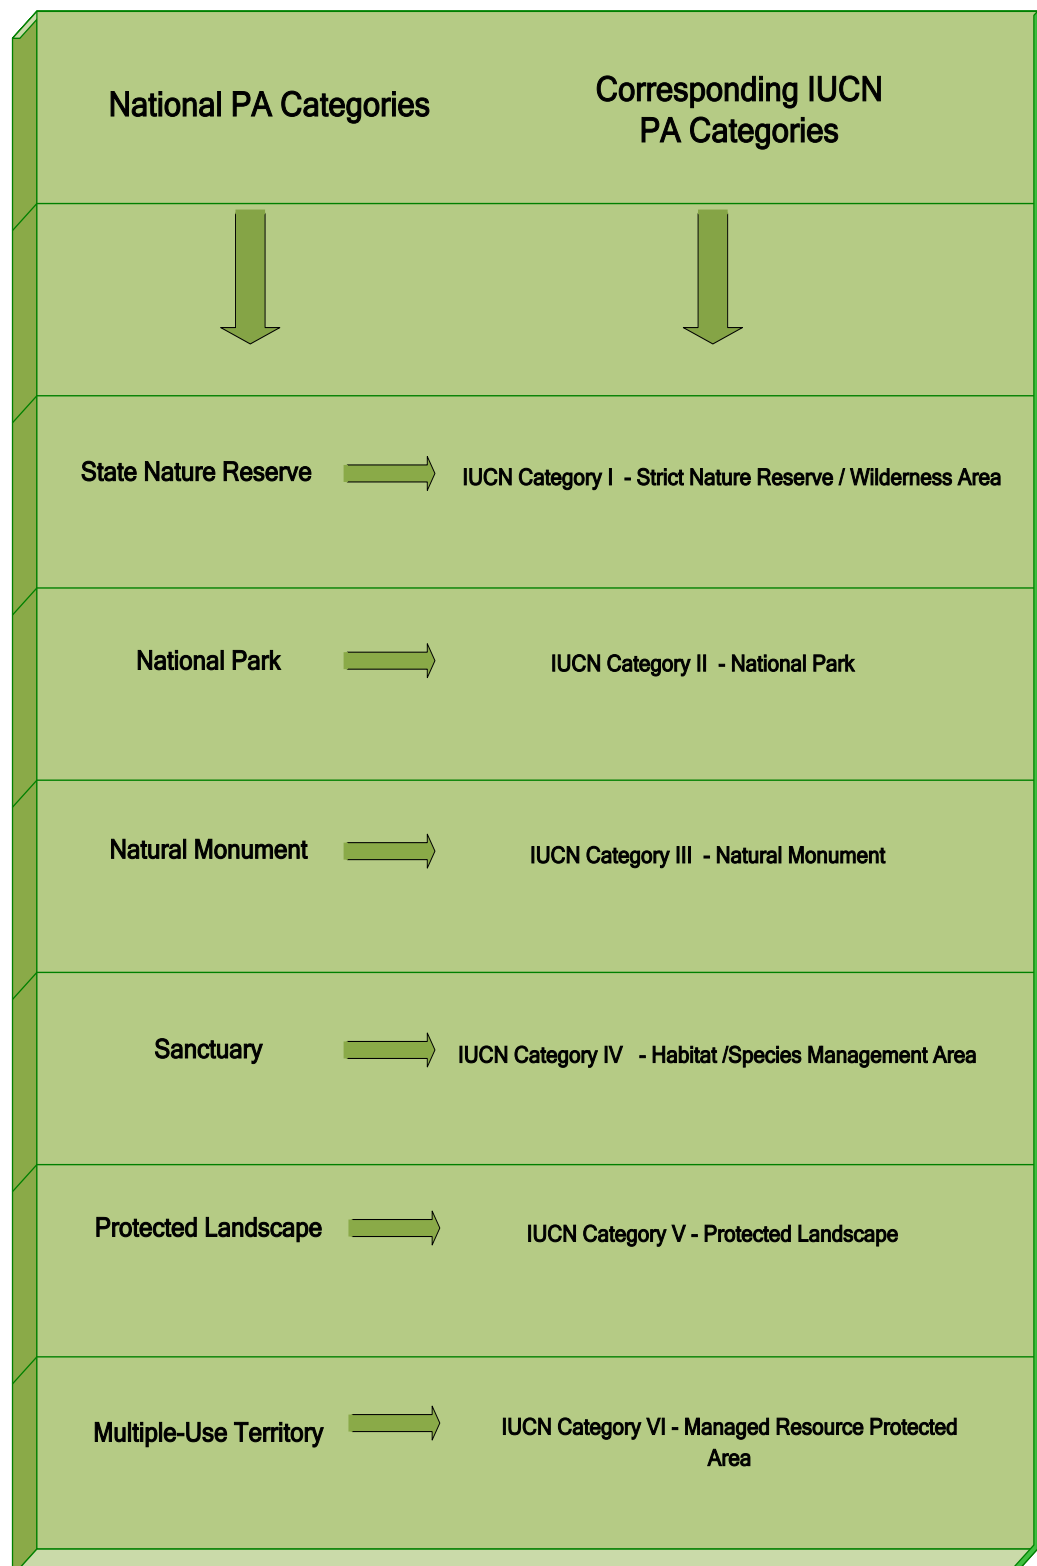 National PA Categories
Corresponding IUCN
PA Categories
State Nature Reserve
IUCN Category I - Strict Nature Reserve / Wilderness Area
National Park
IUCN Category II - National Park
Natural Monument
IUCN Category III - Natural Monument
Sanctuary
IUCN Category IV - Habitat /Species Management Area
Protected Landscape
IUCN Category V - Protected Landscape
Multiple-Use Territory
IUCN Category VI - Managed Resource Protected
Area